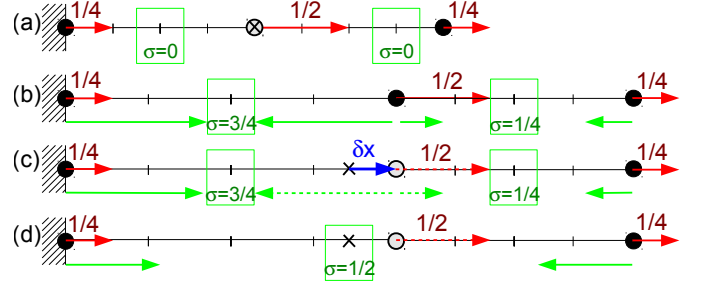 (a) 1/4 1/2 1/4
σ=0 σ=0
(b) 1/4 1/2 1/4
σ=3/4 σ=1/4
(c) 1/4 δx 1/2 1/4
σ=3/4 σ=1/4
(d) 1/4 1/2 1/4
σ=1/2